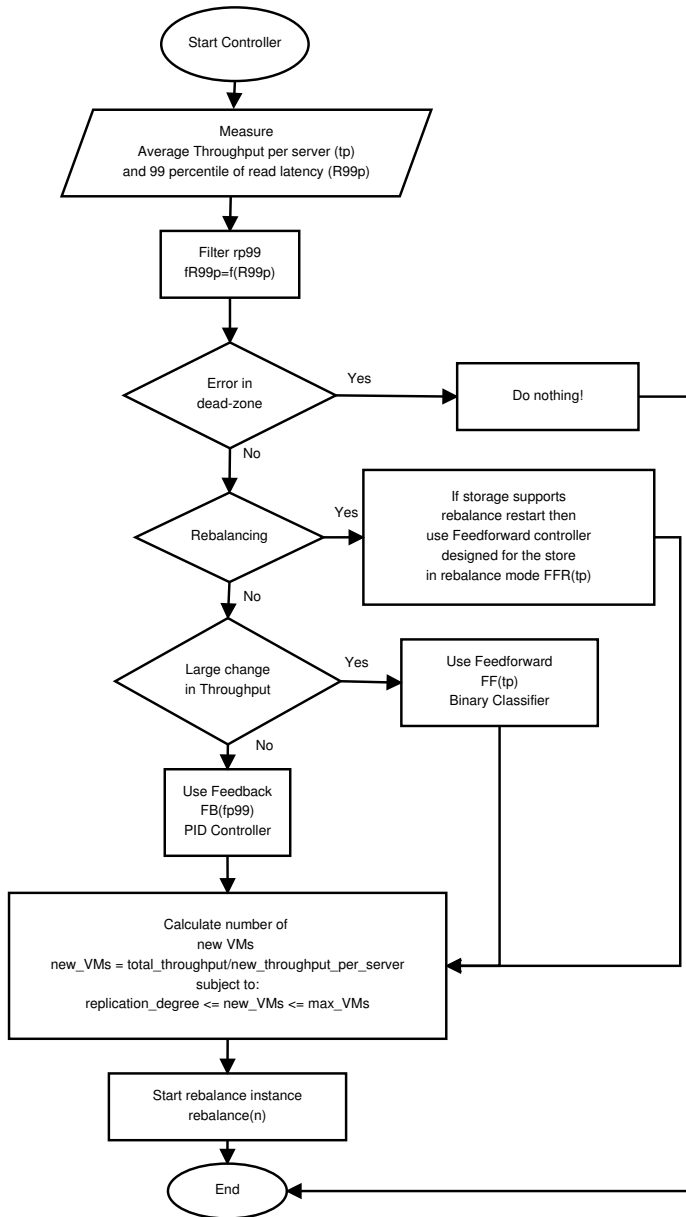 Start Controller
Measure
Average Throughput per server (tp)
and 99 percentile of read latency (R99p)
Filter rp99
fR99p=f(R99p)
Error in
dead-zone
Yes
Do nothing!
No
Rebalancing
Yes
If storage supports
rebalance restart then
use Feedforward controller
designed for the store
in rebalance mode FFR(tp)
No
Large change
in Throughput
Yes
Use Feedforward
FF(tp)
Binary Classifier
No
Use Feedback
FB(fp99)
PID Controller
Calculate number of
new VMs
new_VMs = total_throughput/new_throughput_per_server
subject to:
replication_degree <= new_VMs <= max_VMs
Start rebalance instance
rebalance(n)
End